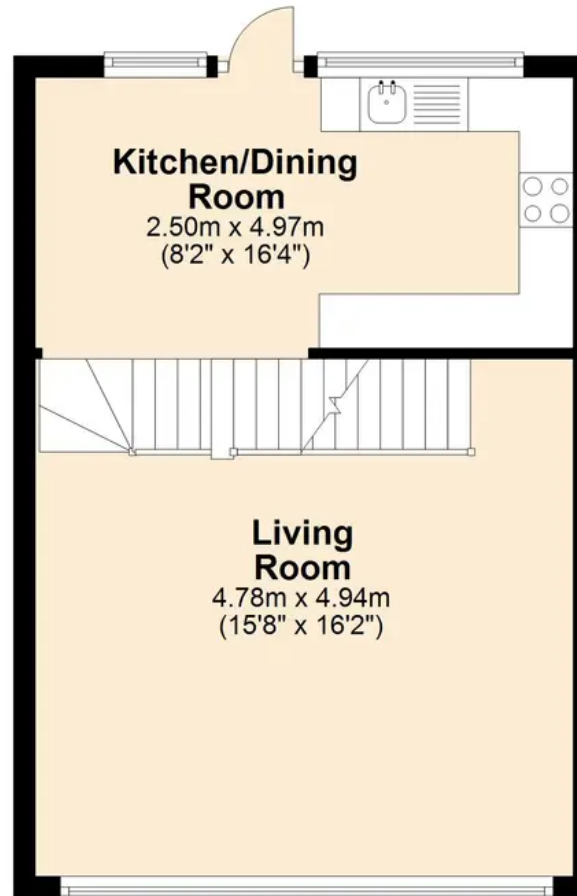 Kitchen/Dining
Room
2.50m x 4.97m
(8'2" x 16'4")
Living
Room
4.78m x 4.94m
(15'8" x 16'2")